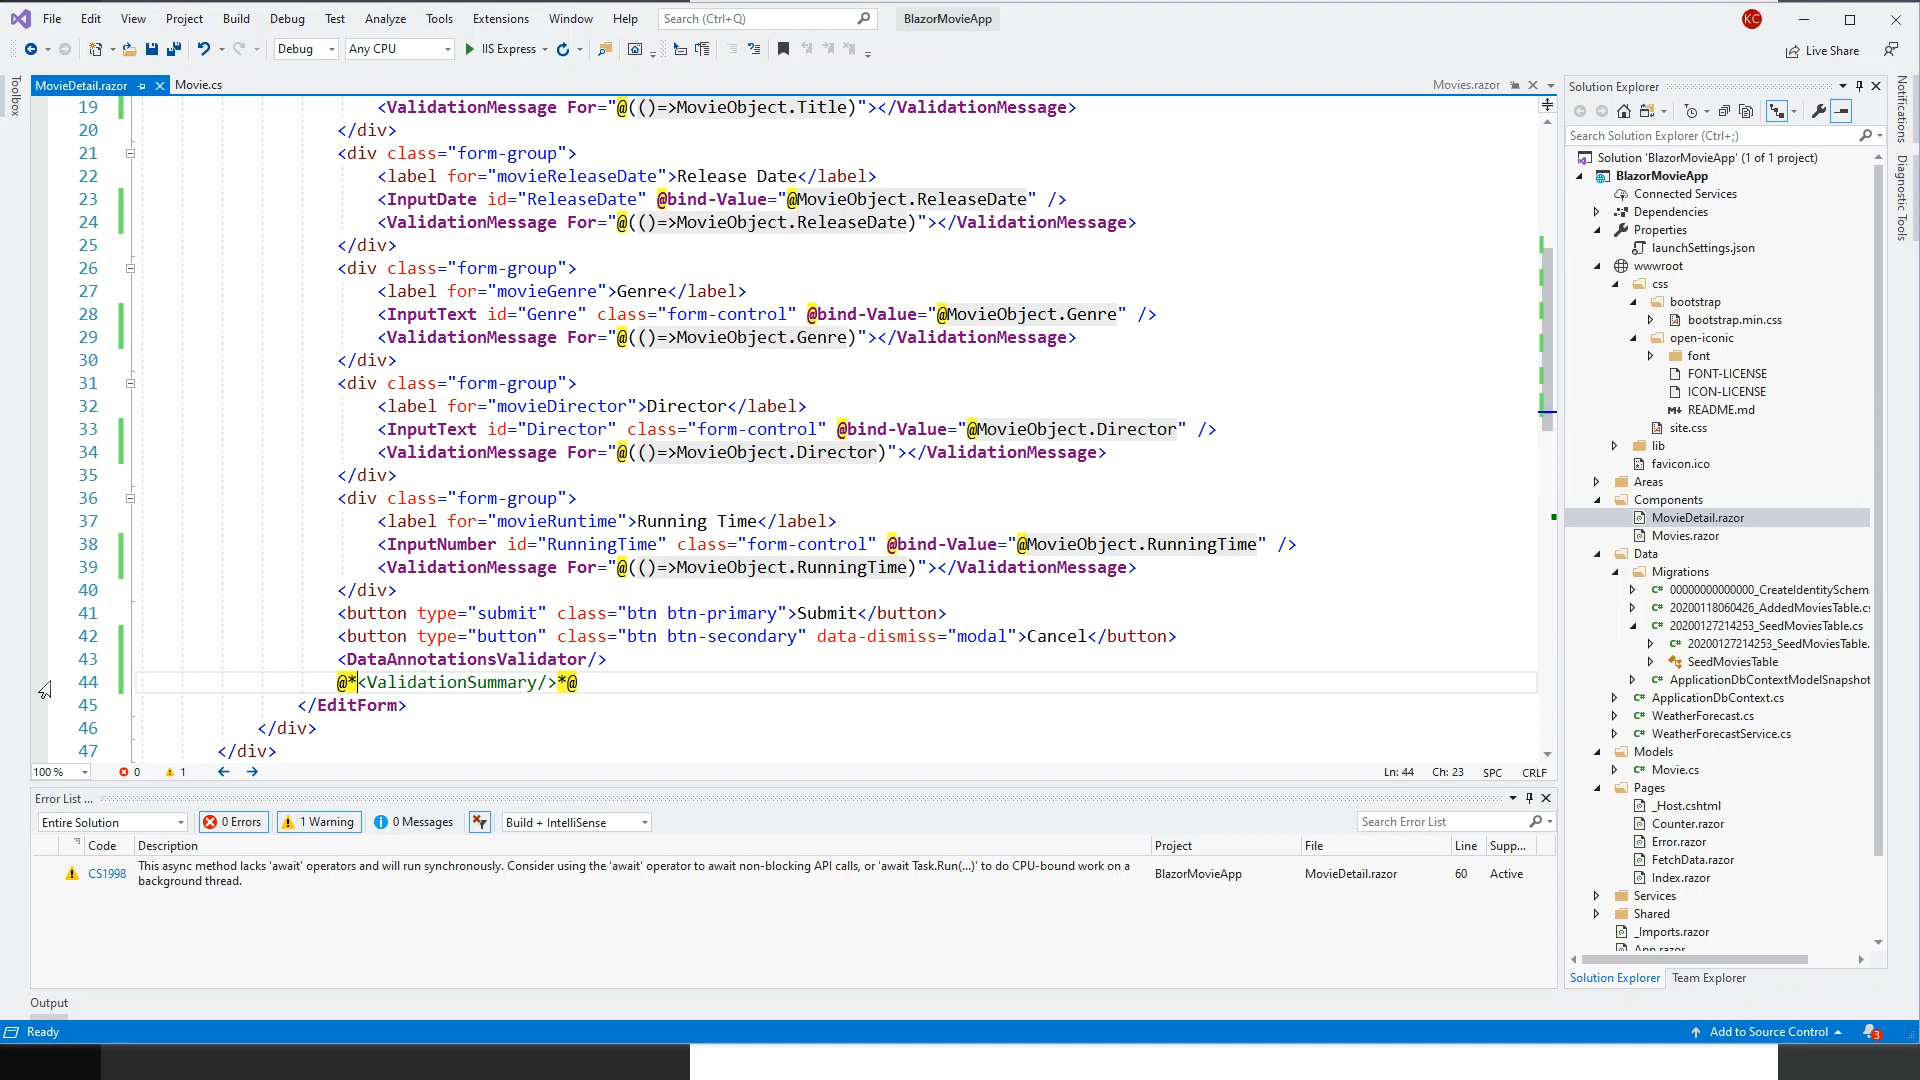 File Edit View Project Build Debug Test Analyze Tools Extensions Window Help Search (Ctrl+Q) BlazorMovieApp KC
Debug Any CPU IIS Express Live Share
Toolbox
MovieDetail.razor Movie.cs Movies.razor
19 <ValidationMessage For="@(()=>MovieObject.Title)"></ValidationMessage>
20 </div>
21 <div class="form-group">
22 <label for="movieReleaseDate">Release Date</label>
23 <InputDate id="ReleaseDate" @bind-Value="@MovieObject.ReleaseDate" />
24 <ValidationMessage For="@(()=>MovieObject.ReleaseDate)"></ValidationMessage>
25 </div>
26 <div class="form-group">
27 <label for="movieGenre">Genre</label>
28 <InputText id="Genre" class="form-control" @bind-Value="@MovieObject.Genre" />
29 <ValidationMessage For="@(()=>MovieObject.Genre)"></ValidationMessage>
30 </div>
31 <div class="form-group">
32 <label for="movieDirector">Director</label>
33 <InputText id="Director" class="form-control" @bind-Value="@MovieObject.Director" />
34 <ValidationMessage For="@(()=>MovieObject.Director)"></ValidationMessage>
35 </div>
36 <div class="form-group">
37 <label for="movieRuntime">Running Time</label>
38 <InputNumber id="RunningTime" class="form-control" @bind-Value="@MovieObject.RunningTime" />
39 <ValidationMessage For="@(()=>MovieObject.RunningTime)"></ValidationMessage>
40 </div>
41 <button type="submit" class="btn btn-primary">Submit</button>
42 <button type="button" class="btn btn-secondary" data-dismiss="modal">Cancel</button>
43 <DataAnnotationsValidator/>
44 @*<ValidationSummary/>*@
45 </EditForm>
46 </div>
47 </div>
100 % 0 1 Ln: 44 Ch: 23 SPC CRLF
Error List ...
Entire Solution 0 Errors 1 Warning 0 Messages Build + IntelliSense Search Error List
Code Description Project File Line Supp...
CS1998 This async method lacks 'await' operators and will run synchronously. Consider using the 'await' operator to await non-blocking API calls, or 'await Task.Run(...)' to do CPU-bound work on a background thread. BlazorMovieApp MovieDetail.razor 60 Active
Output
Solution Explorer
Search Solution Explorer (Ctrl+;)
Solution 'BlazorMovieApp' (1 of 1 project)
BlazorMovieApp
Connected Services
Dependencies
Properties
launchSettings.json
wwwroot
css
bootstrap
bootstrap.min.css
open-iconic
font
FONT-LICENSE
ICON-LICENSE
README.md
site.css
lib
favicon.ico
Areas
Components
MovieDetail.razor
Movies.razor
Data
Migrations
00000000000000_CreateIdentitySchem
20200118060426_AddedMoviesTable.cs
20200127214253_SeedMoviesTable.cs
20200127214253_SeedMoviesTable.
SeedMoviesTable
ApplicationDbContextModelSnapshot
ApplicationDbContext.cs
WeatherForecast.cs
WeatherForecastService.cs
Models
Movie.cs
Pages
_Host.cshtml
Counter.razor
Error.razor
FetchData.razor
Index.razor
Services
Shared
_Imports.razor
App.razor
Solution Explorer Team Explorer
Notifications
Diagnostic Tools
Ready Add to Source Control 3